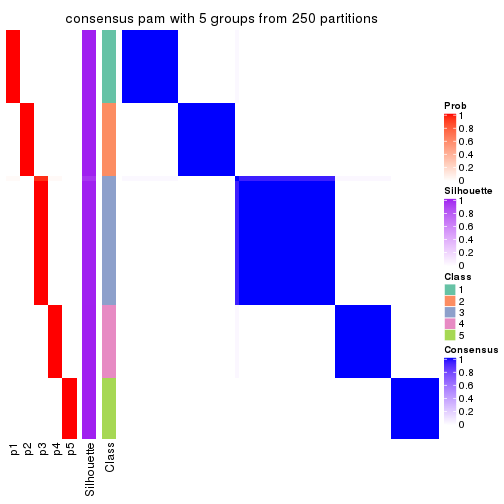 consensus pam with 5 groups from 250 partitions
Prob
1
0.8
0.6
0.4
0.2
0
Silhouette
1
0.8
0.6
0.4
0.2
0
Class
1
2
3
4
5
Consensus
1
0.8
0.6
0.4
0.2
0
p1
p2
p3
p4
p5
Silhouette
Class